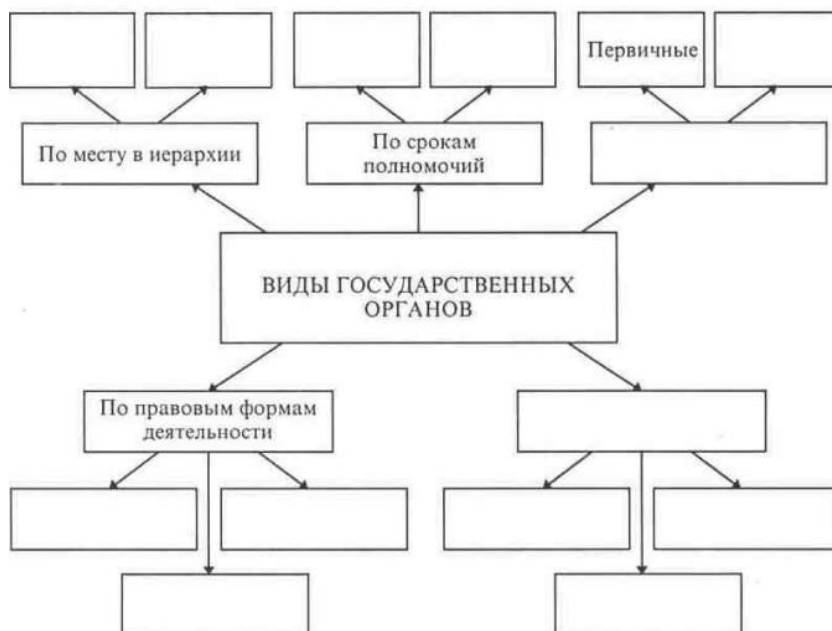 Первичные
По месту в иерархии
По срокам
полномочий
ВИДЫ ГОСУДАРСТВЕННЫХ
ОРГАНОВ
По правовым формам
деятельности